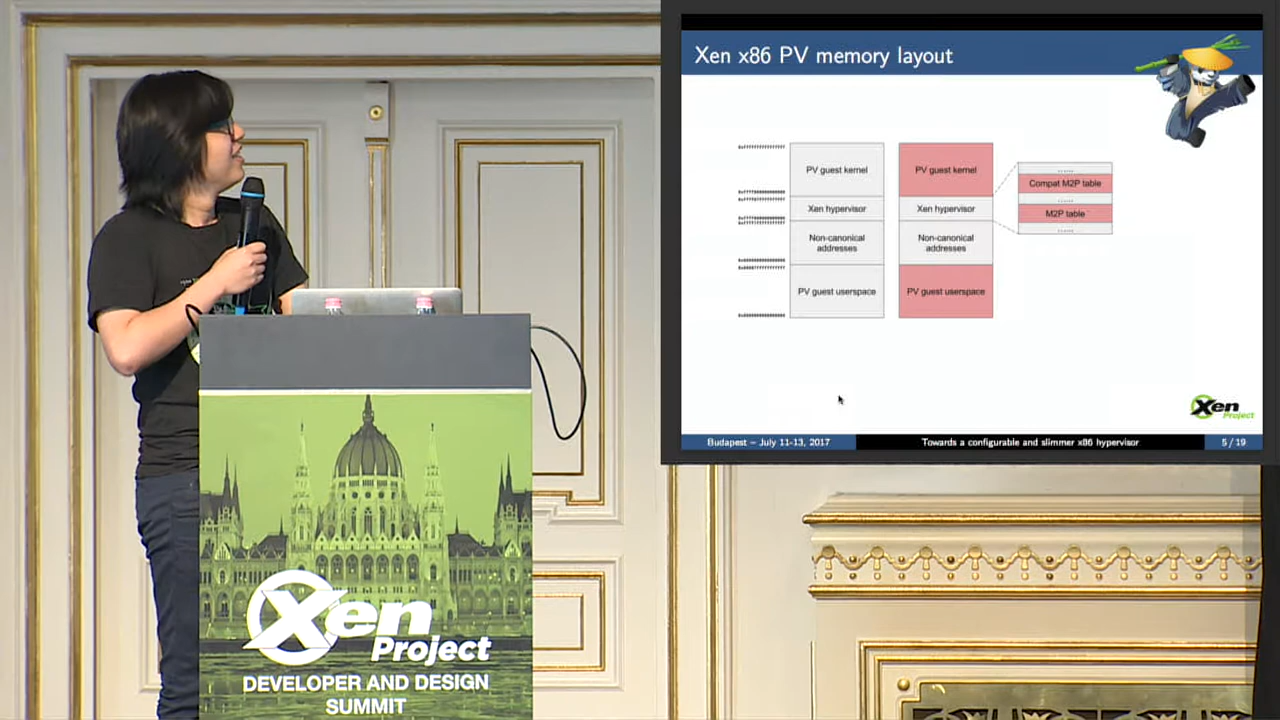 Xen x86 PV memory layout
PV guest kernel
Xen hypervisor
Non-canonical
addresses
PV guest userspace
PV guest kernel
Xen hypervisor
Non-canonical
addresses
PV guest userspace
......
Compat M2P table
......
M2P table
......
Xen
Project
Budapest – July 11-13, 2017
Towards a configurable and slimmer x86 hypervisor
5 / 19
Xen
Project
DEVELOPER AND DESIGN
SUMMIT